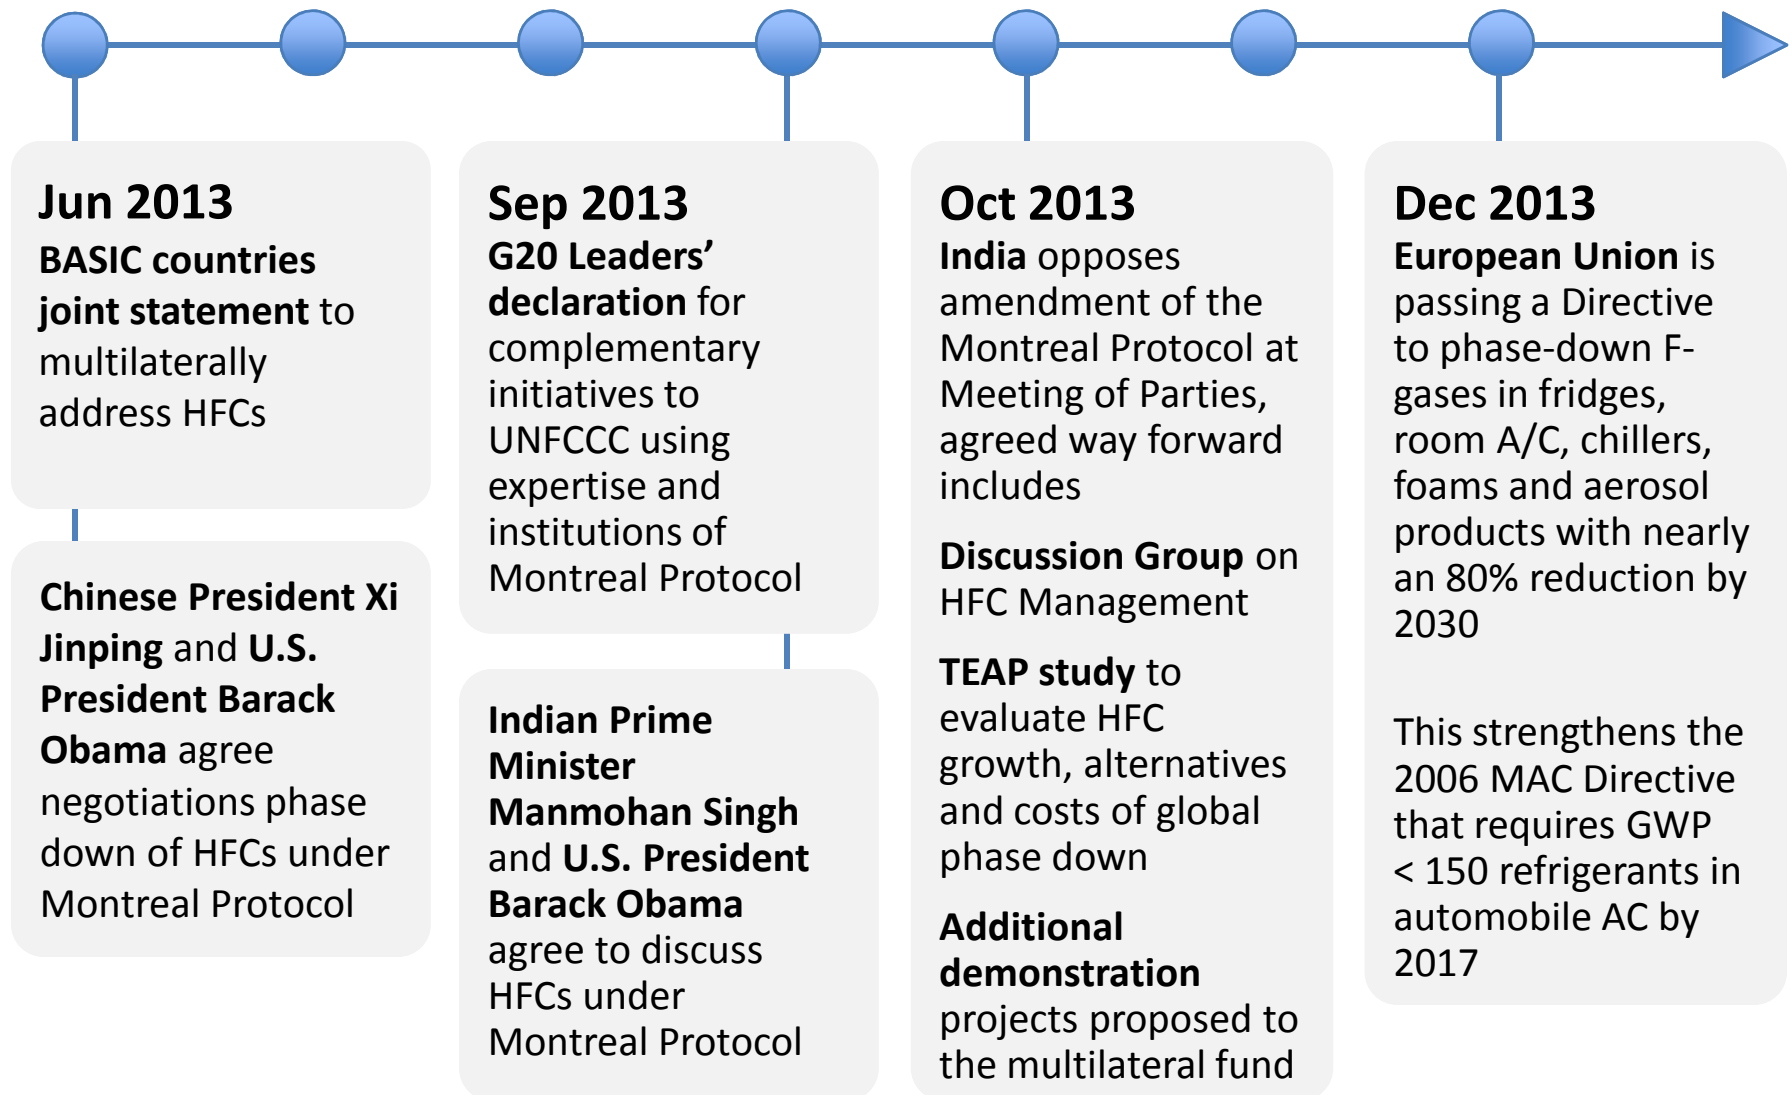 Jun 2013
BASIC countries
joint statement to
multilaterally
address HFCs
Chinese President Xi
Jinping and U.S.
President Barack
Obama agree
negotiations phase
down of HFCs under
Montreal Protocol
Sep 2013
G20 Leaders’
declaration for
complementary
initiatives to
UNFCCC using
expertise and
institutions of
Montreal Protocol
Indian Prime
Minister
Manmohan Singh
and U.S. President
Barack Obama
agree to discuss
HFCs under
Montreal Protocol
Oct 2013
India opposes
amendment of the
Montreal Protocol at
Meeting of Parties,
agreed way forward
includes
Discussion Group on
HFC Management
TEAP study to
evaluate HFC
growth, alternatives
and costs of global
phase down
Additional
demonstration
projects proposed to
the multilateral fund
Dec 2013
European Union is
passing a Directive
to phase-down F-
gases in fridges,
room A/C, chillers,
foams and aerosol
products with nearly
an 80% reduction by
2030
This strengthens the
2006 MAC Directive
that requires GWP
< 150 refrigerants in
automobile AC by
2017